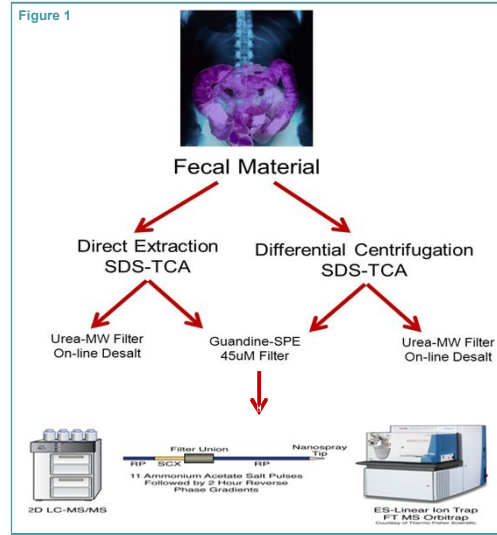 Figure 1
Fecal Material
Direct Extraction
SDS-TCA
Differential Centrifugation
SDS-TCA
Urea-MW Filter
On-line Desalt
Guandine-SPE
45uM Filter
Urea-MW Filter
On-line Desalt
Filter Union
Nanospray
Tip
RP
SCX
RP
11 Ammonium Acetate Salt Pulses
Followed by 2 Hour Reverse
Phase Gradients
2D LC-MS/MS
ES-Linear Ion Trap
FT MS Orbitrap
Courtesy of Thermo Fisher Scientific